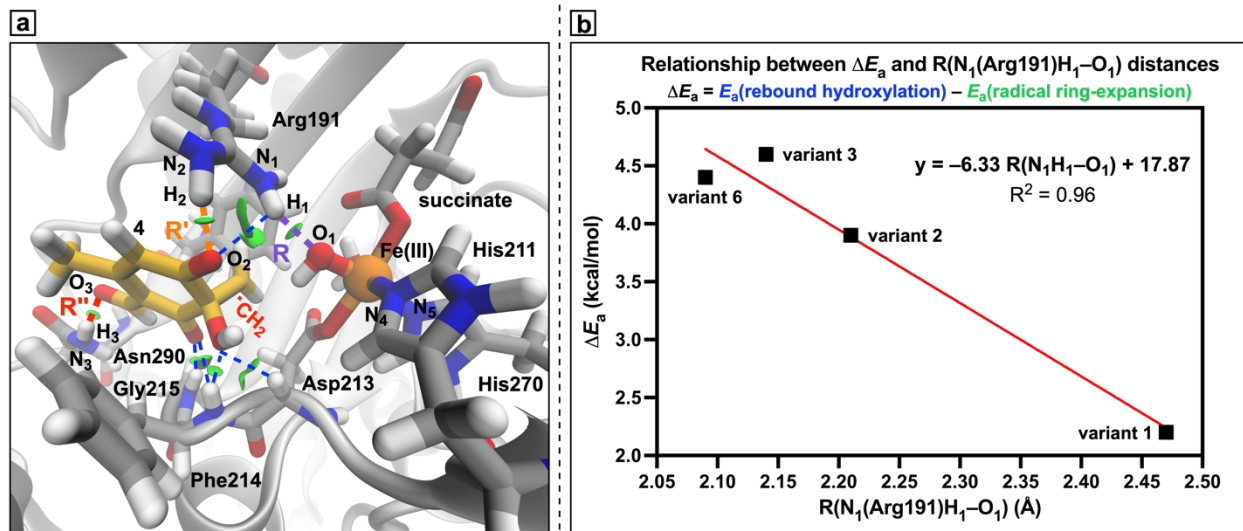 a
Arg191
N₁
N₂
H₂
H₁
succinate
4
R'
O₁
R
Fe(III)
His211
O₂
O₃
R"
CH₂
N₄
N₅
H₃
N₃
Asn290
Gly215
Asp213
His270
Phe214
b
Relationship between ΔEₐ and R(N₁(Arg191)H₁–O₁) distances
ΔEₐ = Eₐ(rebound hydroxylation) – Eₐ(radical ring-expansion)
5.0
4.5
4.0
3.5
3.0
2.5
2.0
ΔEₐ (kcal/mol)
variant 3
variant 6
variant 2
variant 1
y = –6.33 R(N₁H₁–O₁) + 17.87
R² = 0.96
2.05 2.10 2.15 2.20 2.25 2.30 2.35 2.40 2.45 2.50
R(N₁(Arg191)H₁–O₁) (Å)